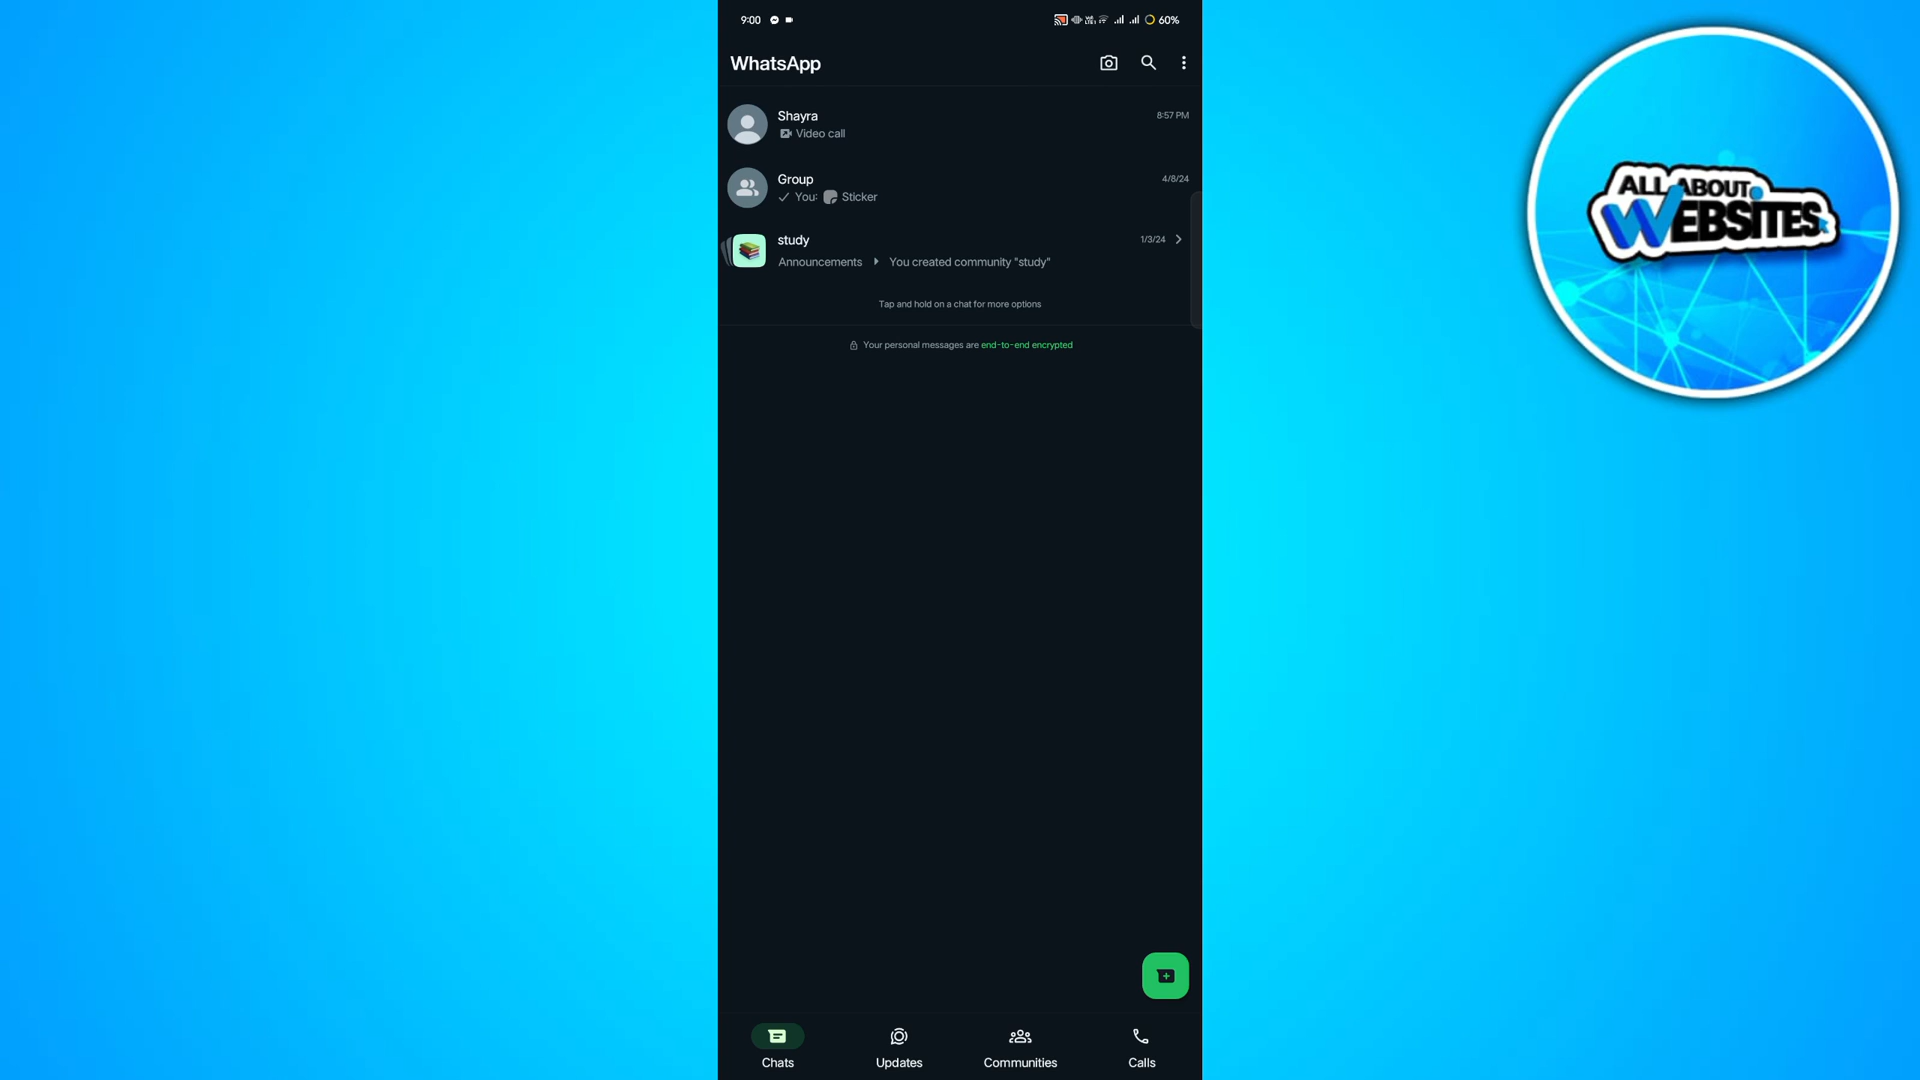 9:00
60%
WhatsApp
Shayra
8:57 PM
Video call
Group
4/8/24
You: Sticker
study
1/3/24
Announcements
You created community "study"
Tap and hold on a chat for more options
Your personal messages are end-to-end encrypted
Chats
Updates
Communities
Calls
ALL ABOUT
WEBSITES